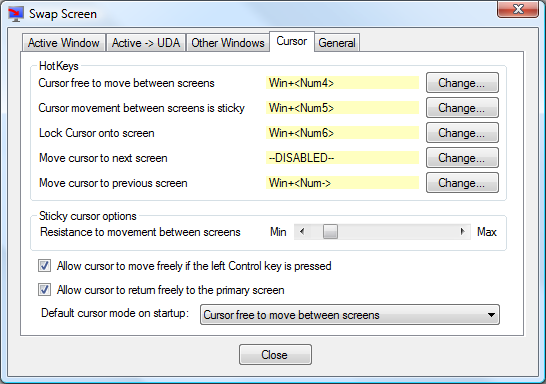 Swap Screen
Active Window Active -> UDA Other Windows Cursor General
HotKeys
Cursor free to move between screens Win+<Num4> Change...
Cursor movement between screens is sticky Win+<Num5> Change...
Lock Cursor onto screen Win+<Num6> Change...
Move cursor to next screen --DISABLED-- Change...
Move cursor to previous screen Win+<Num-> Change...
Sticky cursor options
Resistance to movement between screens Min Max
Allow cursor to move freely if the left Control key is pressed
Allow cursor to return freely to the primary screen
Default cursor mode on startup: Cursor free to move between screens
Close